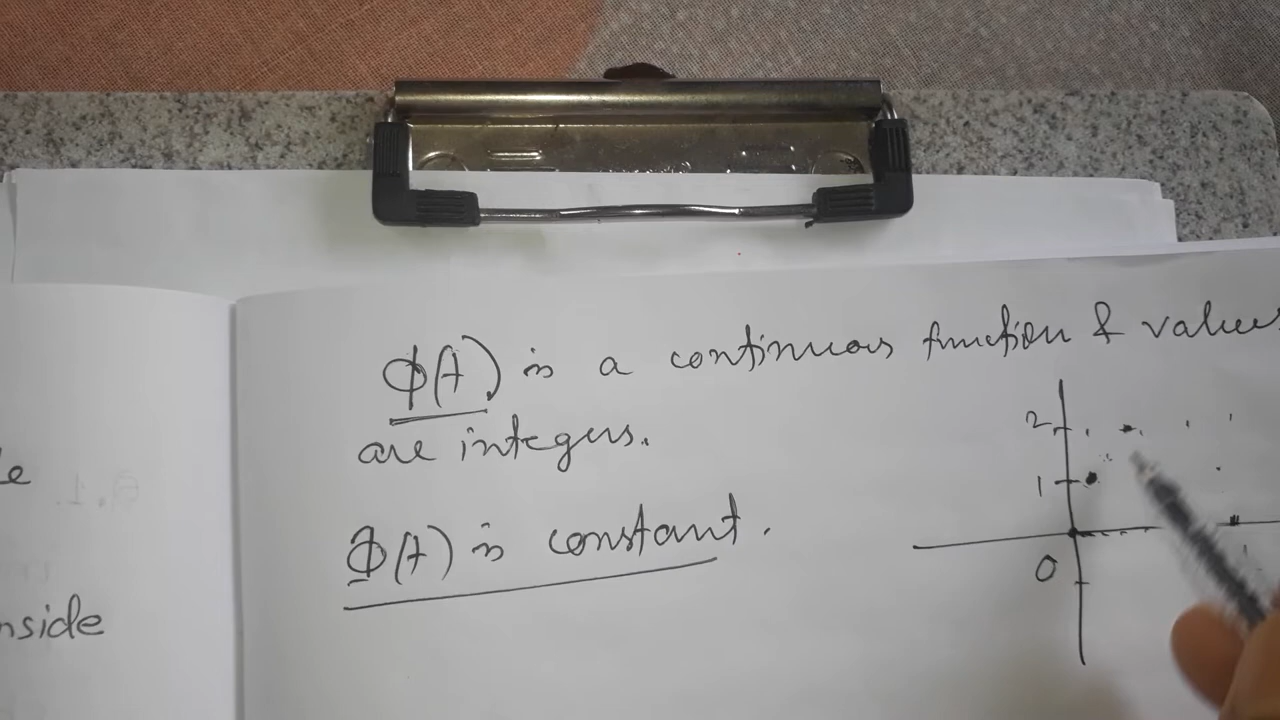 Φ(t) is a continuous function & values
are integers.
Φ(t) is constant.
2
1
0
e
nside